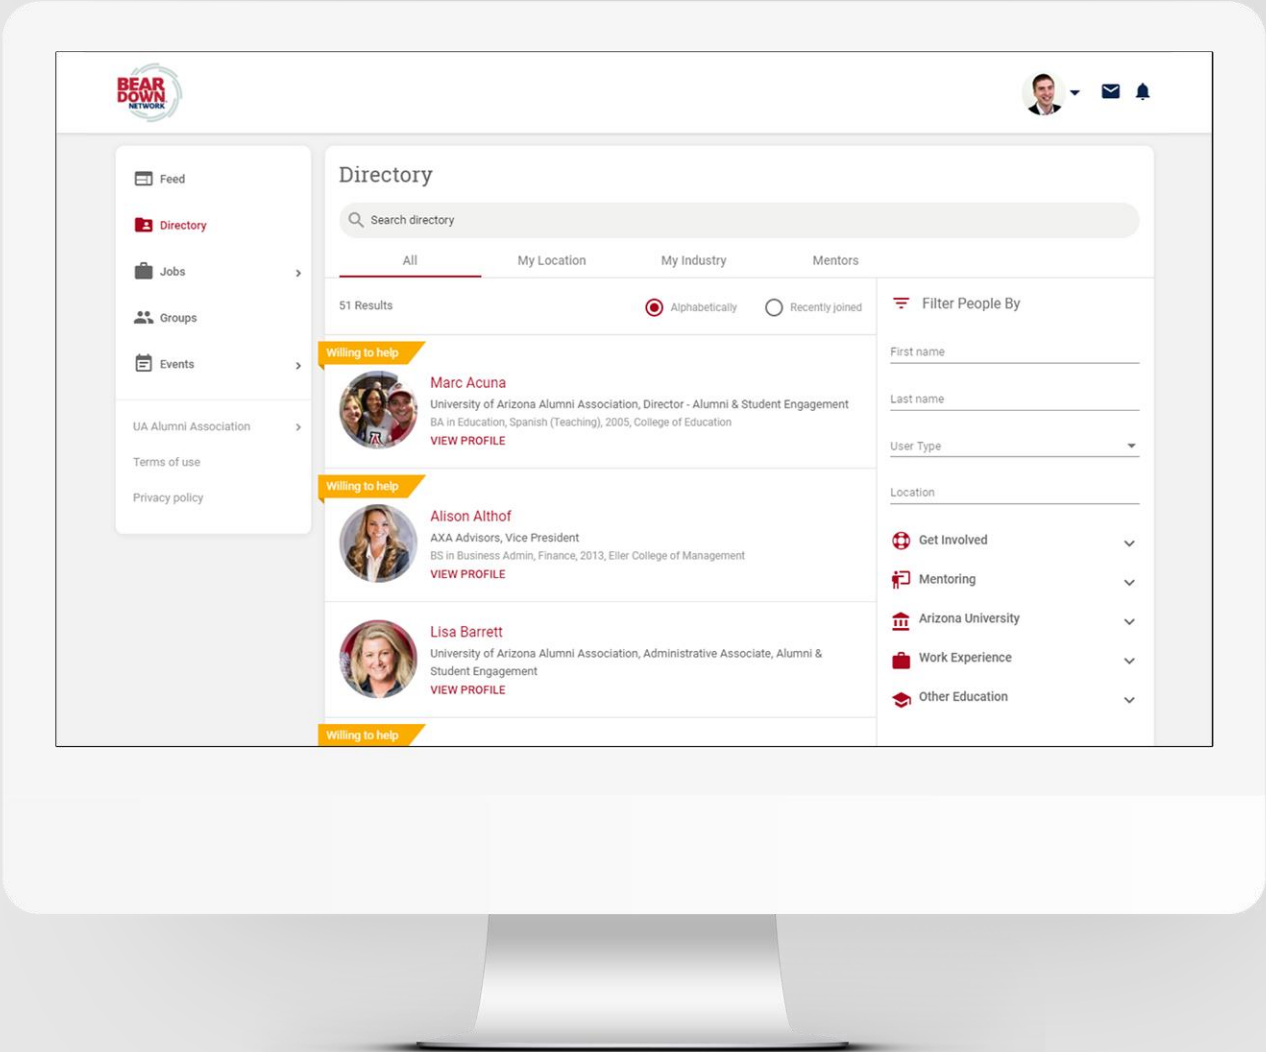 BEAR
DOWN
NETWORK
Feed
Directory
Jobs
Groups
Events
UA Alumni Association
Terms of use
Privacy policy
Directory
Search directory
All My Location My Industry Mentors
51 Results Alphabetically Recently joined
Willing to help
Marc Acuna
University of Arizona Alumni Association, Director - Alumni & Student Engagement
BA in Education, Spanish (Teaching), 2005, College of Education
VIEW PROFILE
Willing to help
Alison Althof
AXA Advisors, Vice President
BS in Business Admin, Finance, 2013, Eller College of Management
VIEW PROFILE
Lisa Barrett
University of Arizona Alumni Association, Administrative Associate, Alumni &
Student Engagement
VIEW PROFILE
Willing to help
Filter People By
First name
Last name
User Type
Location
Get Involved
Mentoring
Arizona University
Work Experience
Other Education